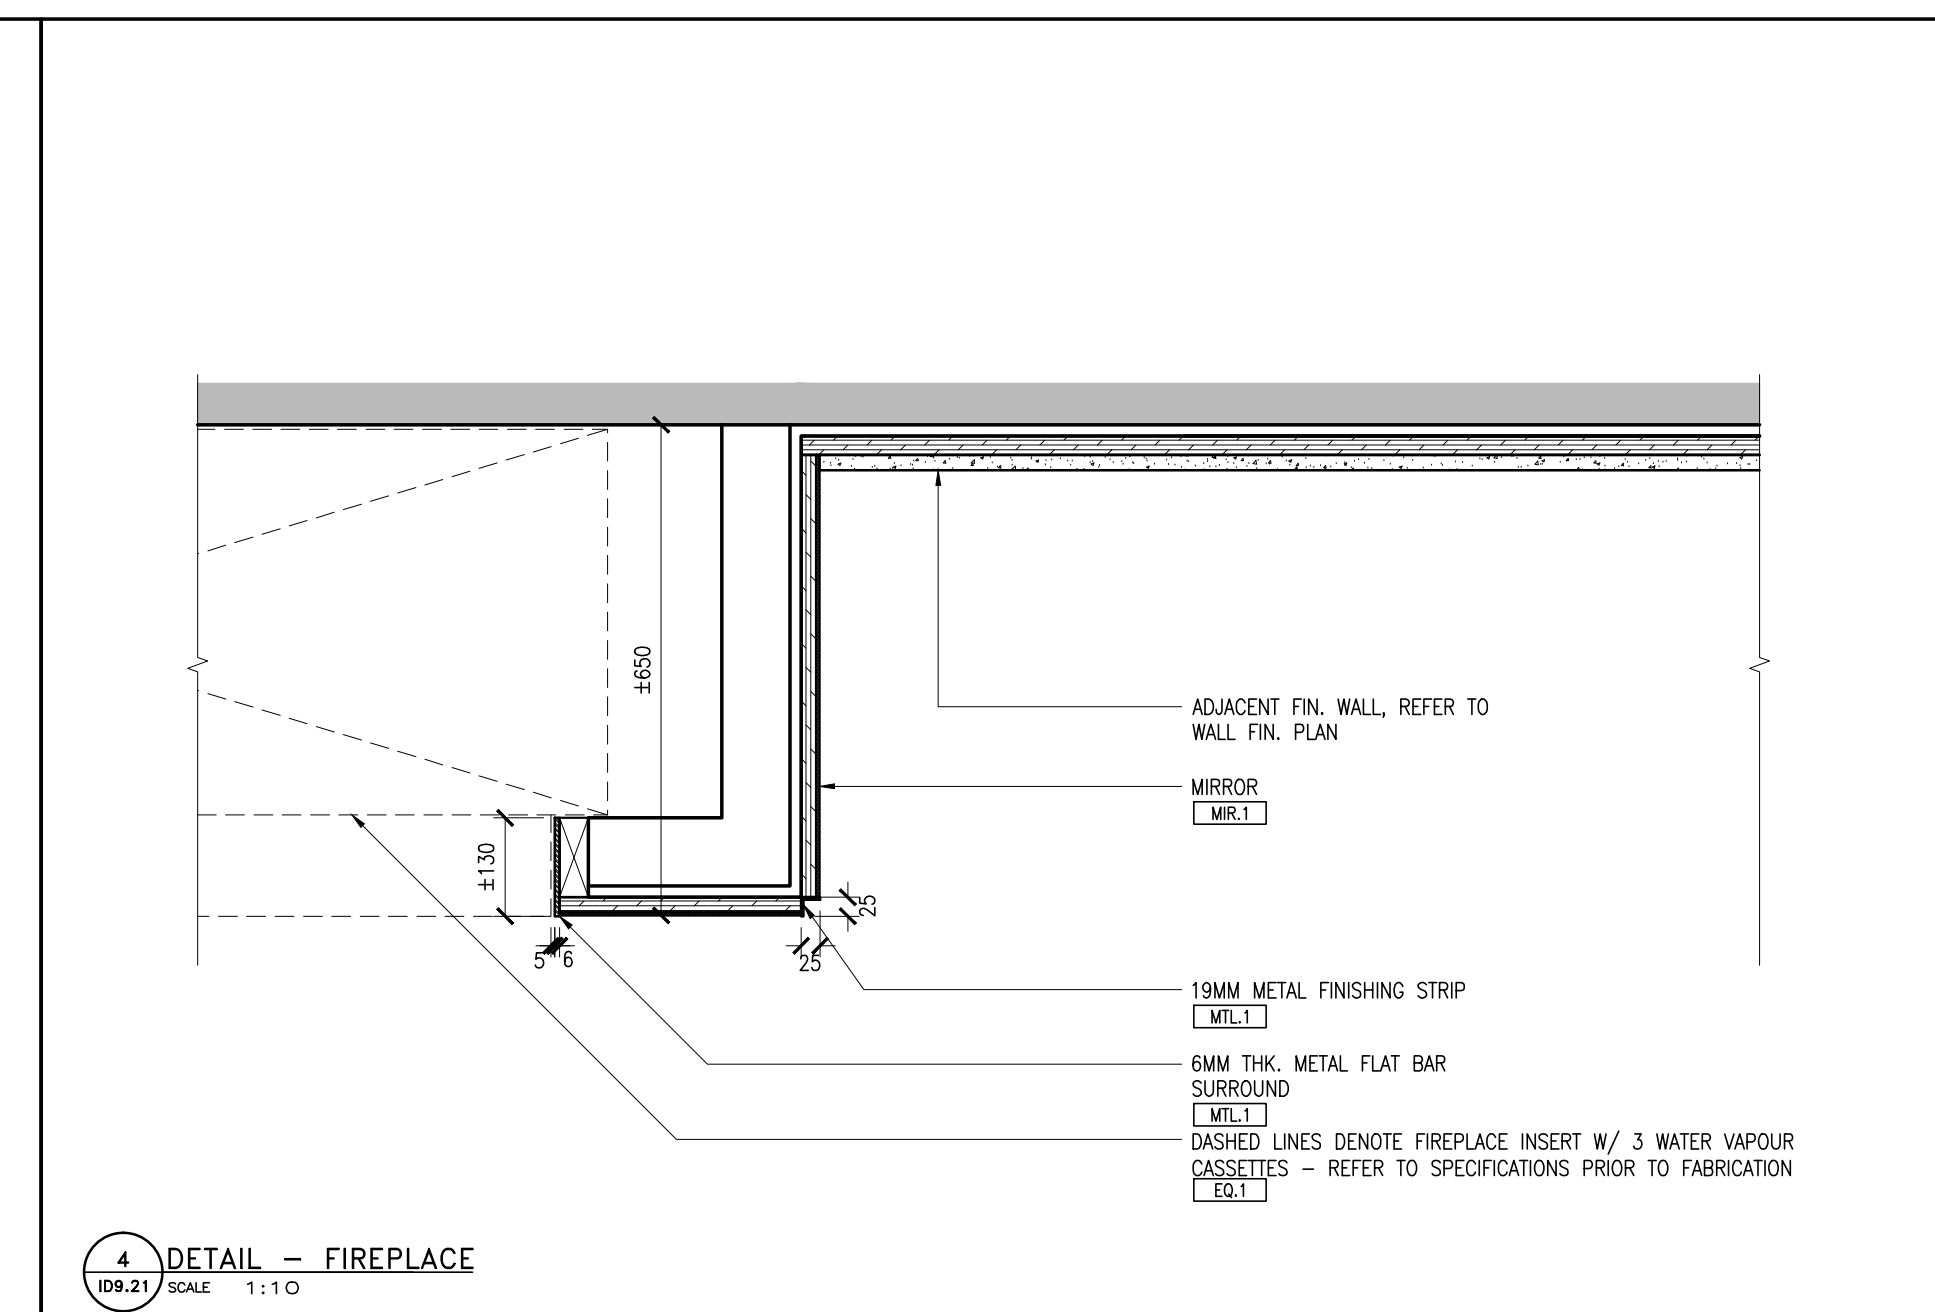 ±650
ADJACENT FIN. WALL, REFER TO
WALL FIN. PLAN
MIRROR
MIR.1
±130
25
5 6
25
19MM METAL FINISHING STRIP
MTL.1
6MM THK. METAL FLAT BAR
SURROUND
MTL.1
DASHED LINES DENOTE FIREPLACE INSERT W/ 3 WATER VAPOUR
CASSETTES – REFER TO SPECIFICATIONS PRIOR TO FABRICATION
EQ.1
4
ID9.21
DETAIL – FIREPLACE
SCALE 1:10